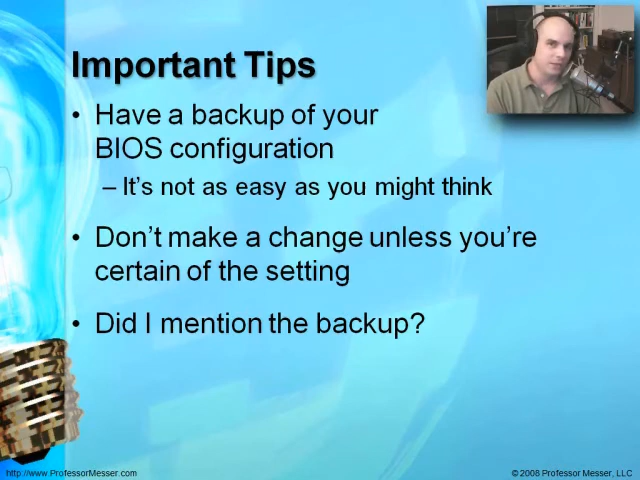 Important Tips
• Have a backup of your
BIOS configuration
– It's not as easy as you might think
• Don't make a change unless you're
certain of the setting
• Did I mention the backup?
http://www.ProfessorMesser.com
© 2008 Professor Messer, LLC